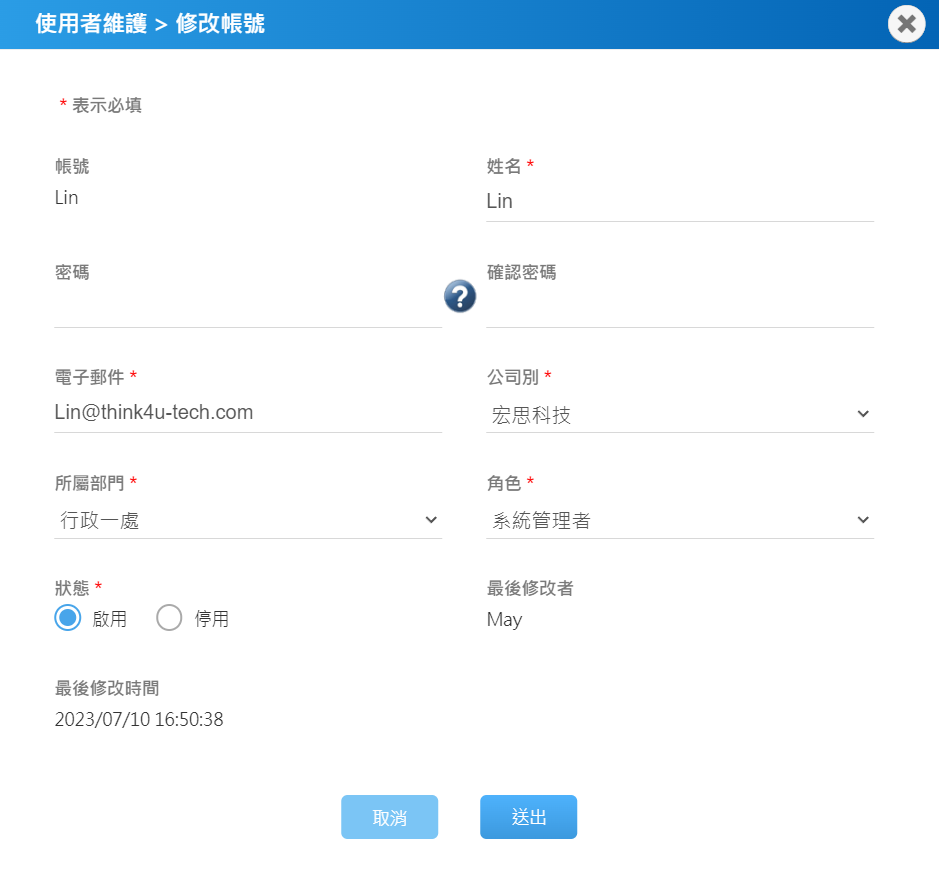 使用者維護 > 修改帳號
* 表示必填
帳號
Lin
姓名 *
Lin
密碼
?
確認密碼
電子郵件 *
Lin@think4u-tech.com
公司別 *
宏思科技
所屬部門 *
行政一處
角色 *
系統管理者
狀態 *
啟用 停用
最後修改者
May
最後修改時間
2023/07/10 16:50:38
取消 送出